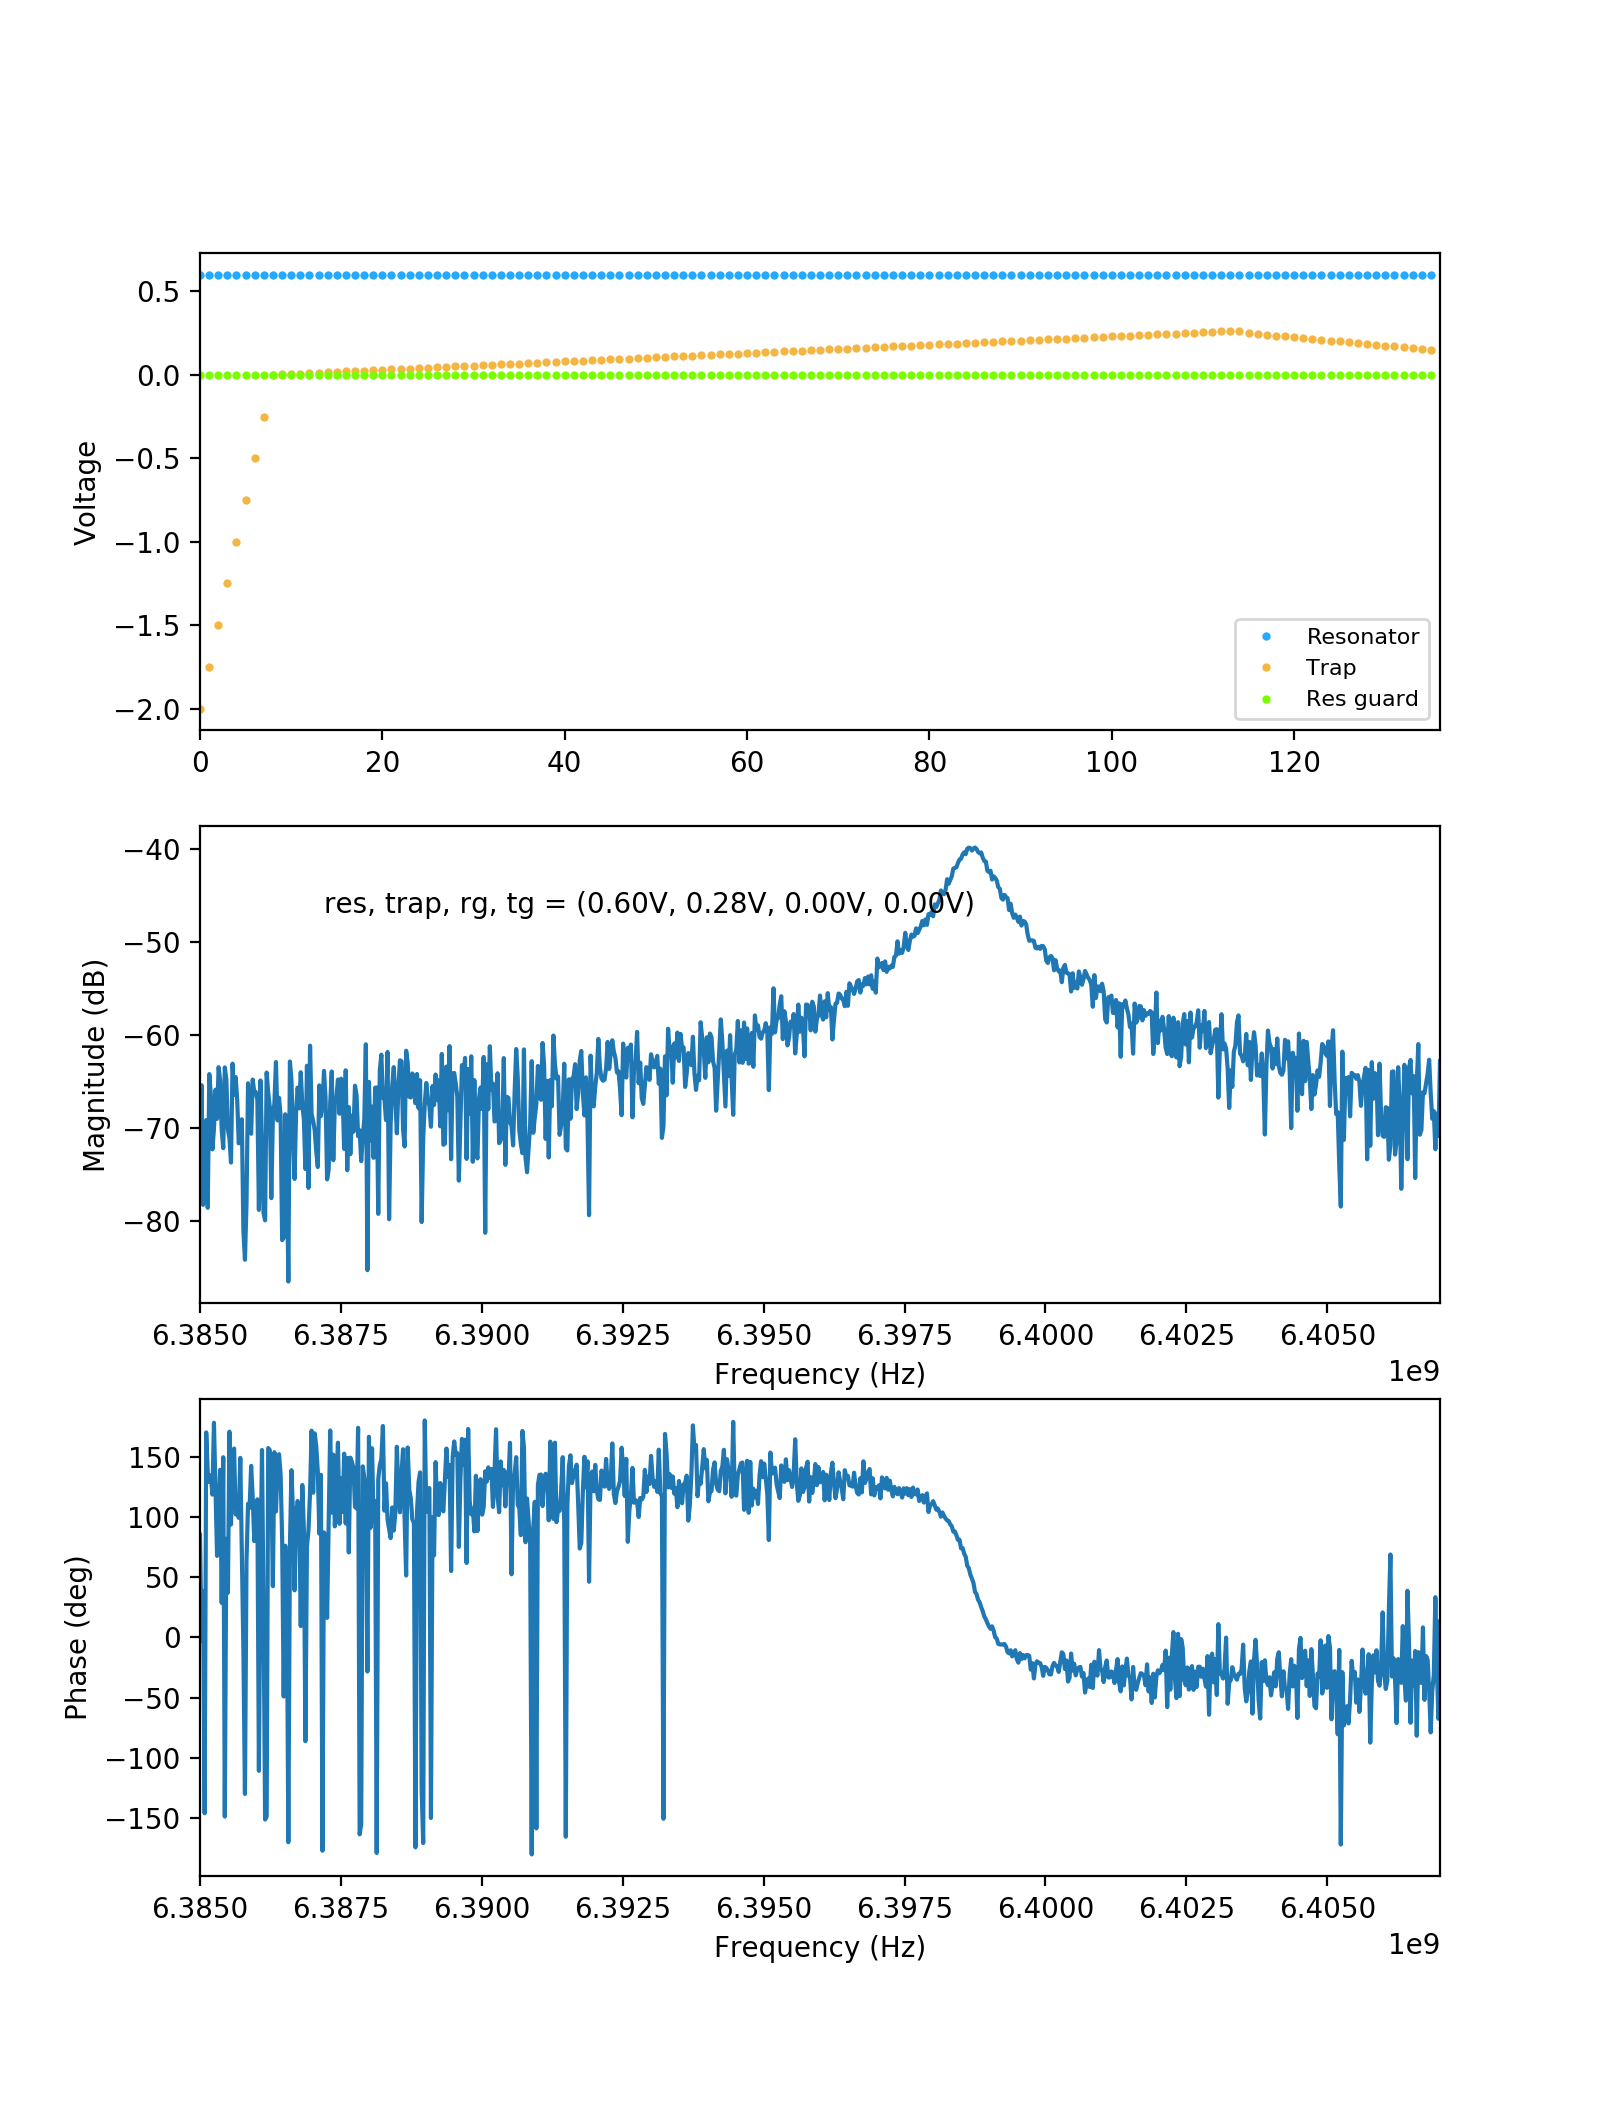 0.5
0.0
−0.5
−1.0
−1.5
−2.0
Voltage
Resonator
Trap
Res guard
0 20 40 60 80 100 120
−40
−50
−60
−70
−80
Magnitude (dB)
res, trap, rg, tg = (0.60V, 0.28V, 0.00V, 0.00V)
6.3850 6.3875 6.3900 6.3925 6.3950 6.3975 6.4000 6.4025 6.4050
1e9
Frequency (Hz)
150
100
50
0
−50
−100
−150
Phase (deg)
6.3850 6.3875 6.3900 6.3925 6.3950 6.3975 6.4000 6.4025 6.4050
1e9
Frequency (Hz)